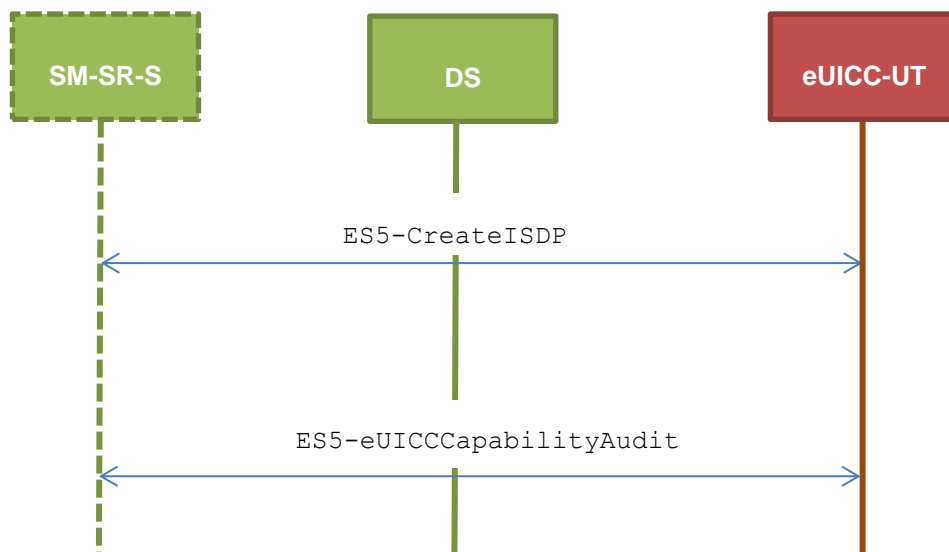 SM-SR-S
DS
eUICC-UT
ES5-CreateISDP
ES5-eUICCCapabilityAudit